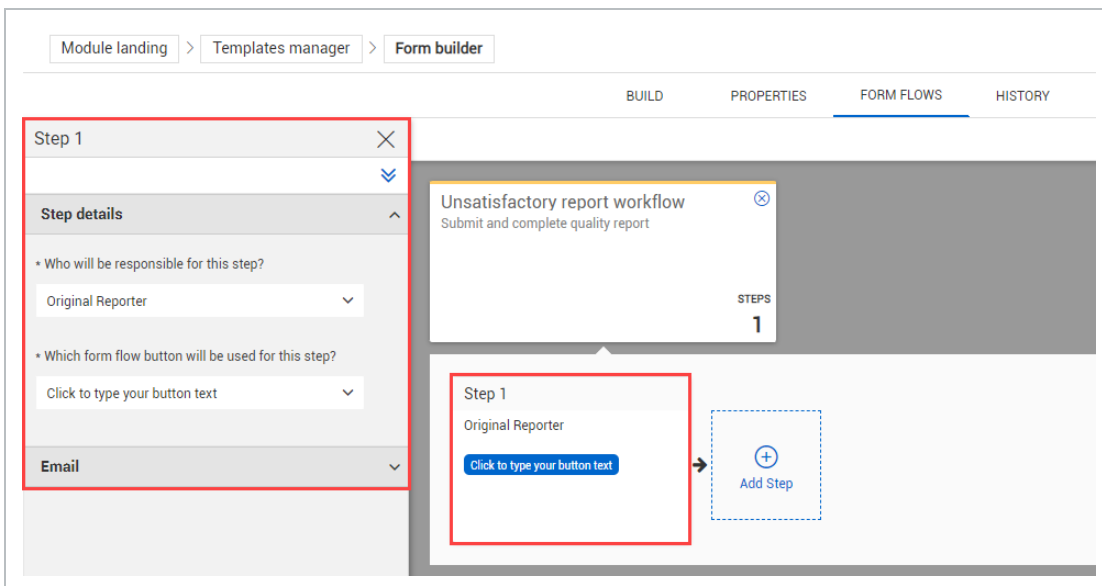 Module landing > Templates manager > Form builder
BUILD PROPERTIES FORM FLOWS HISTORY
Step 1
Step details
* Who will be responsible for this step?
Original Reporter
* Which form flow button will be used for this step?
Click to type your button text
Email
Unsatisfactory report workflow
Submit and complete quality report
STEPS
1
Step 1
Original Reporter
Click to type your button text
Add Step